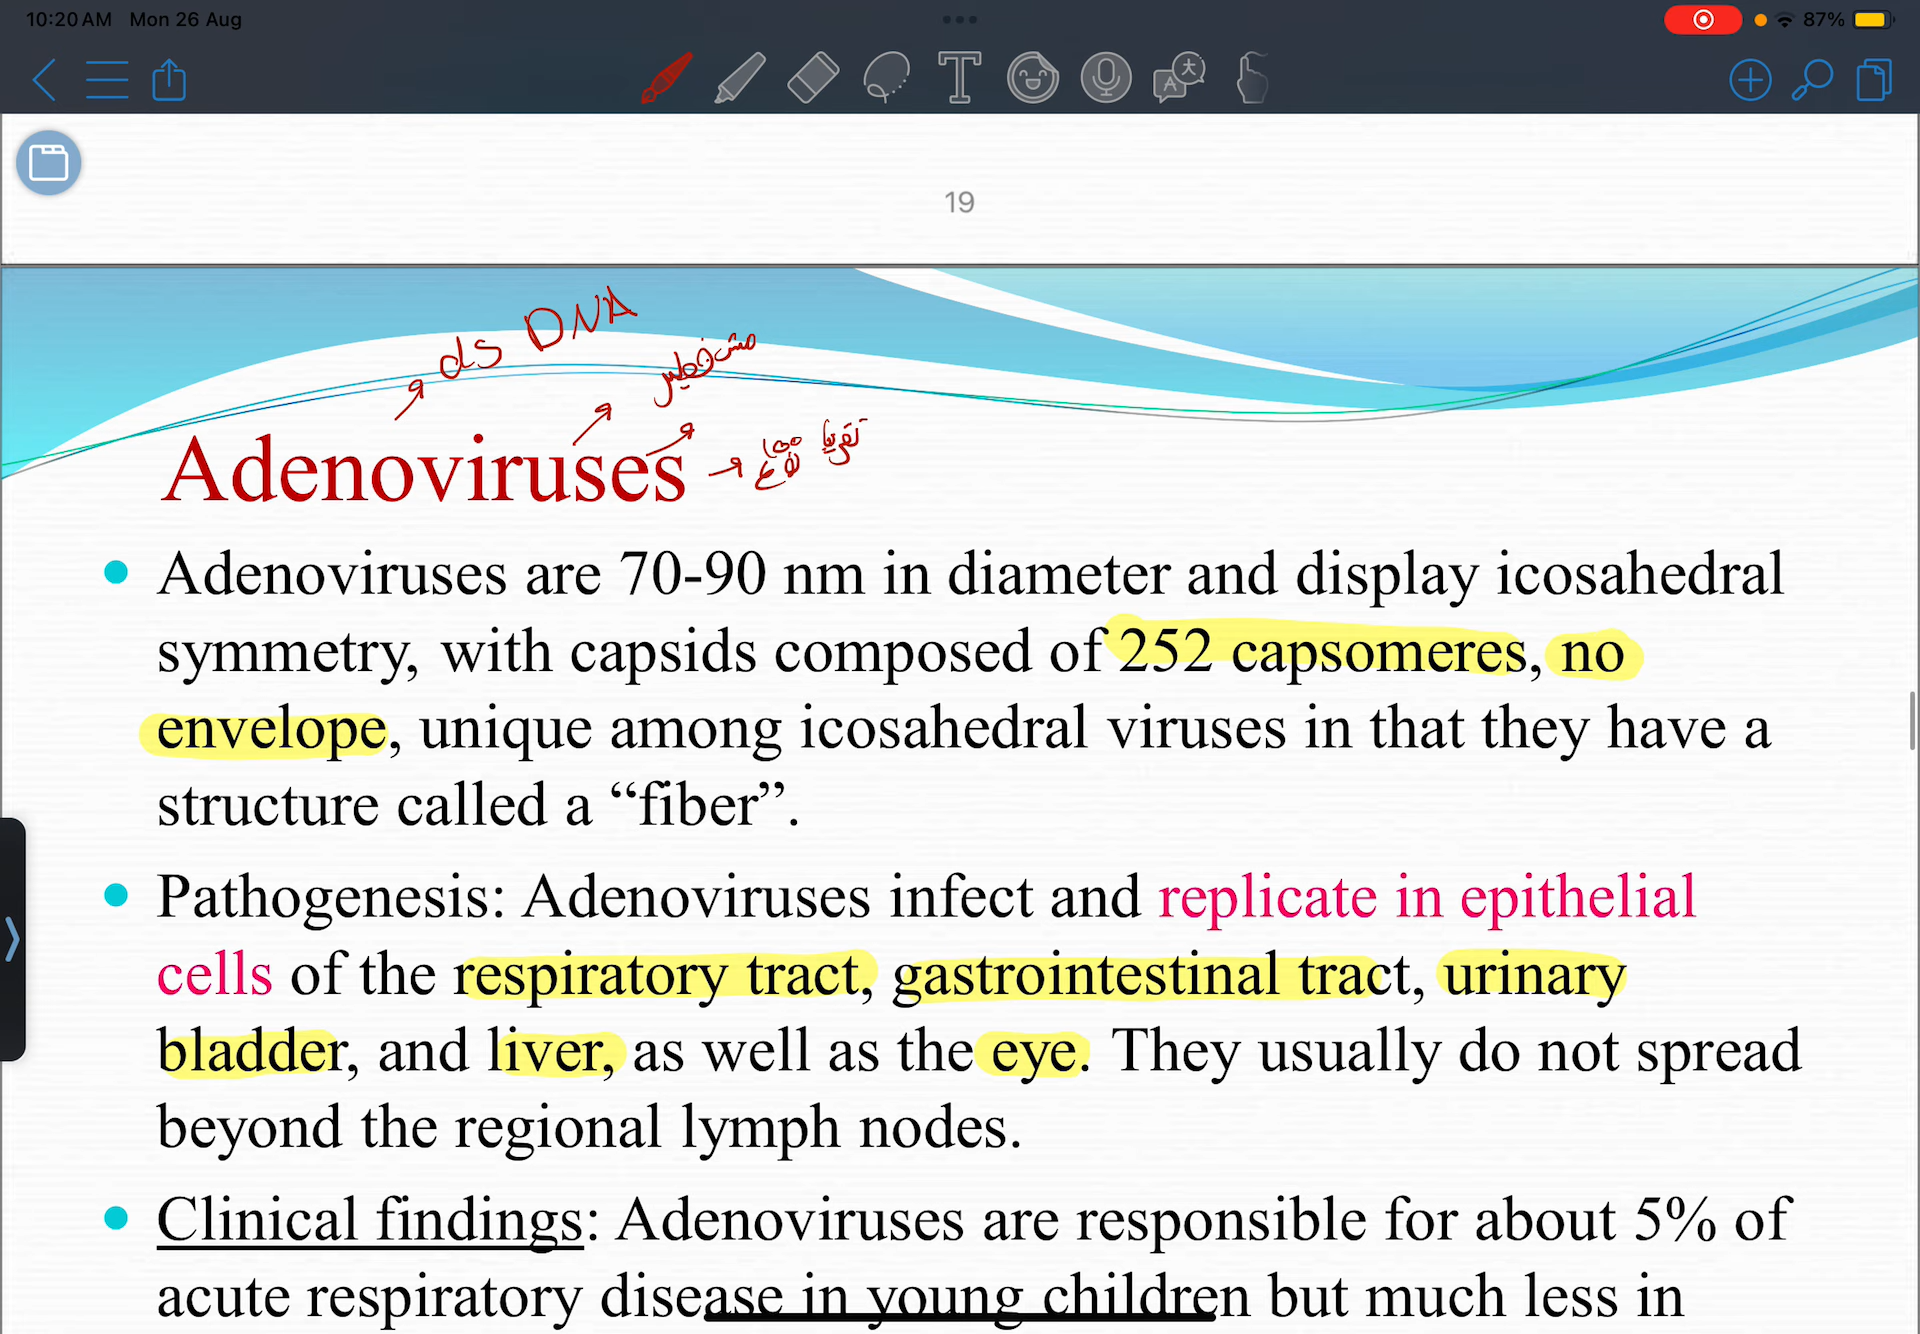 10:20 AM Mon 26 Aug
87%
19
ds DNA
مش خطير
تقريبا
Adenoviruses
• Adenoviruses are 70-90 nm in diameter and display icosahedral
symmetry, with capsids composed of 252 capsomeres, no
envelope, unique among icosahedral viruses in that they have a
structure called a “fiber”.
• Pathogenesis: Adenoviruses infect and replicate in epithelial
cells of the respiratory tract, gastrointestinal tract, urinary
bladder, and liver, as well as the eye. They usually do not spread
beyond the regional lymph nodes.
• Clinical findings: Adenoviruses are responsible for about 5% of
acute respiratory disease in young children but much less in